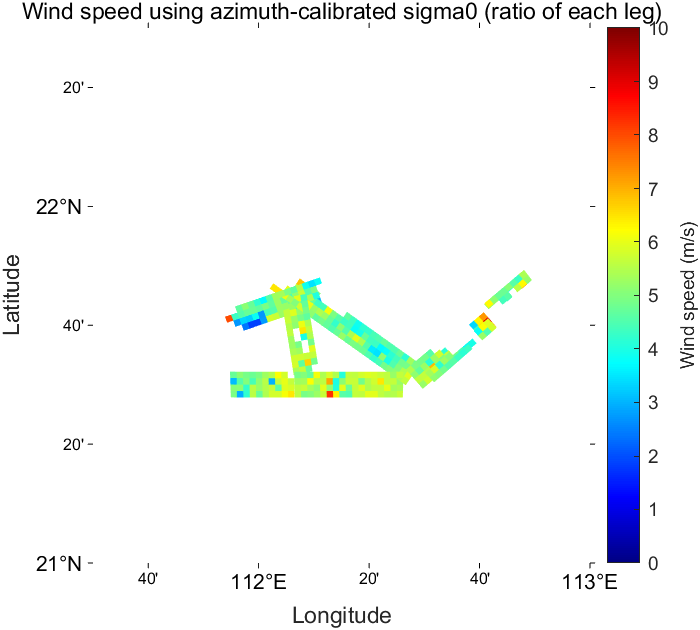 Wind speed using azimuth-calibrated sigma0 (ratio of each leg)
10
9
8
7
6
5
4
3
2
1
0
Wind speed (m/s)
Latitude
20'
22°N
40'
20'
21°N
40'
112°E
20'
40'
113°E
Longitude